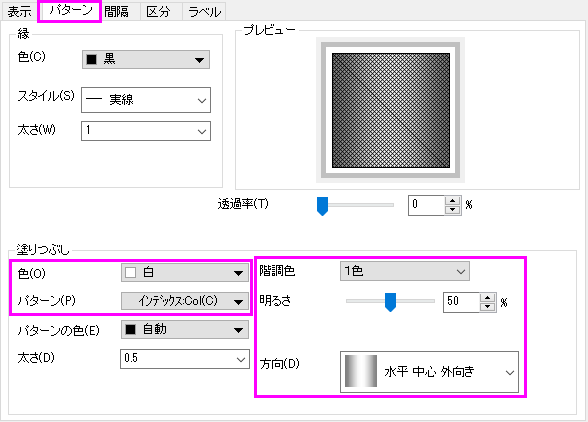 表示 パターン 間隔 区分 ラベル
縁
色(C) 黒
スタイル(S) 実線
太さ(W) 1
プレビュー
透過率(T) 0 %
塗りつぶし
色(O) 白
パターン(P) インデックス:Col(C)
パターンの色(E) 自動
太さ(D) 0.5
階調色 1色
明るさ 50 %
方向(D) 水平 中心 外向き